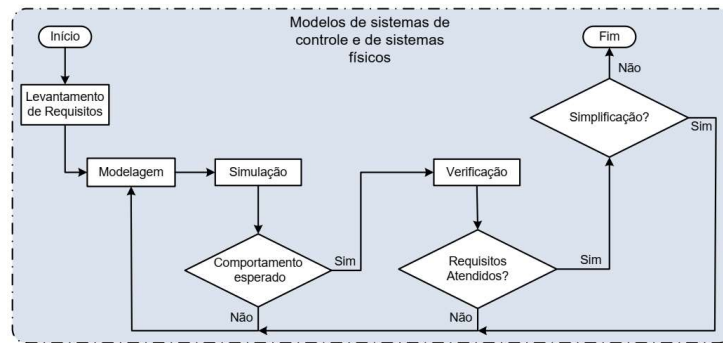 Modelos de sistemas de
controle e de sistemas
físicos
Início
Fim
Levantamento
de Requisitos
Não
Simplificação?
Sim
Modelagem
Simulação
Verificação
Comportamento
esperado
Sim
Requisitos
Atendidos?
Sim
Não
Não